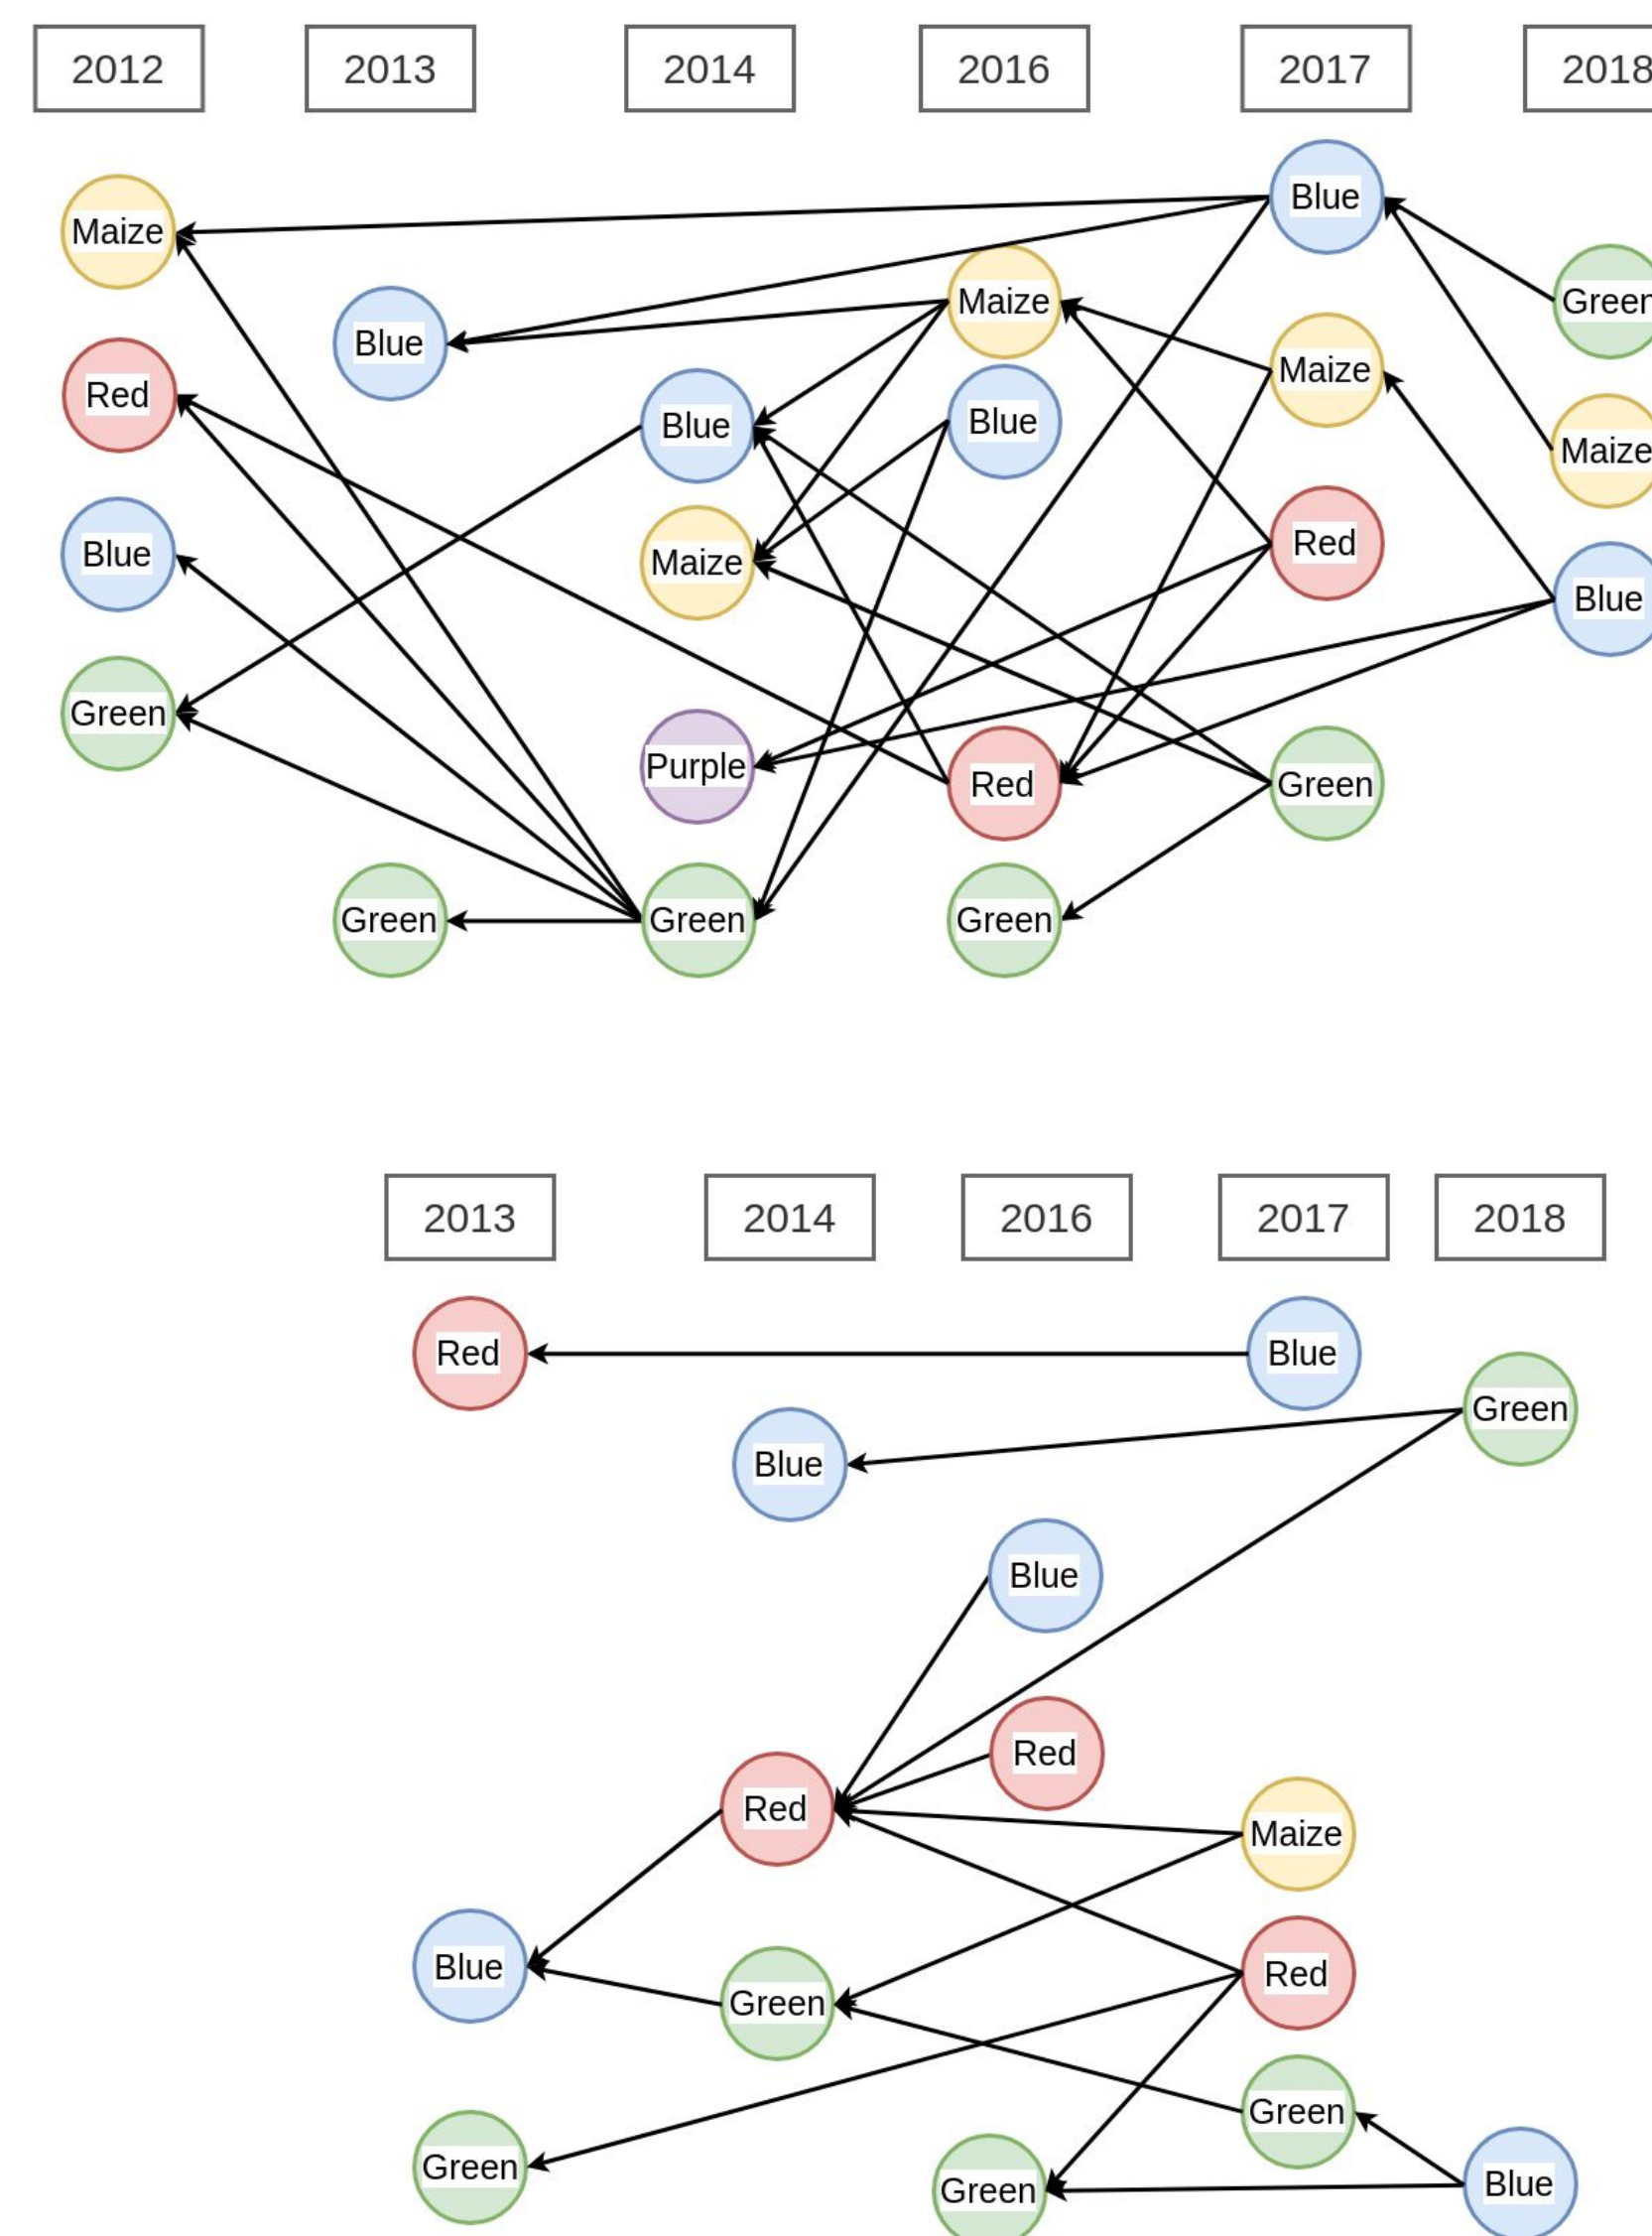 2012 2013 2014 2016 2017 2018
Blue
Maize
Maize Green
Blue
Maize
Red
Blue Blue
Maize
Red
Blue
Maize
Blue
Green
Purple
Red Green
Green Green Green
2013 2014 2016 2017 2018
Red Blue
Green
Blue
Blue
Red
Red
Maize
Blue
Red
Green
Green
Green
Blue
Green